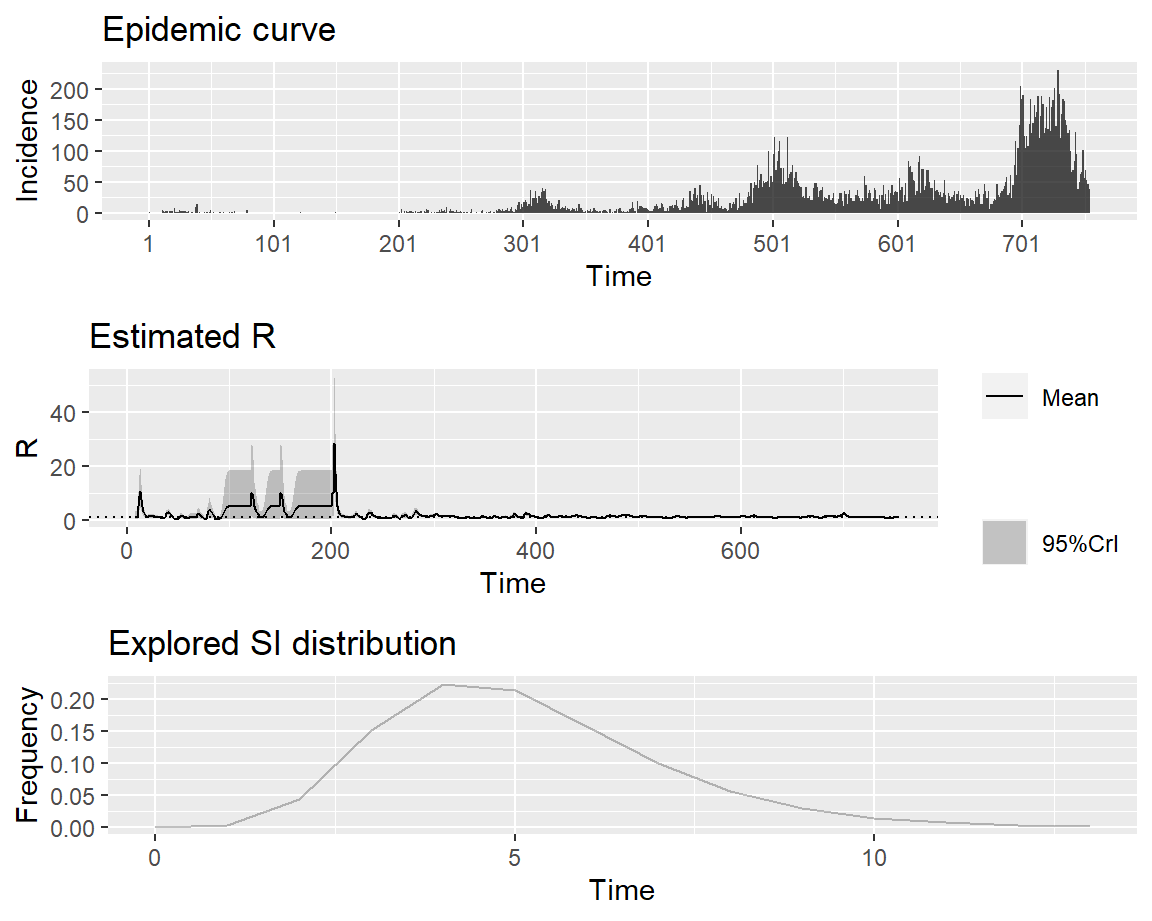 Epidemic curve
Incidence
200
150
100
50
0
1 101 201 301 401 501 601 701
Time
Estimated R
R
40
20
0
0 200 400 600
Time
Mean
95%CrI
Explored SI distribution
Frequency
0.20
0.15
0.10
0.05
0.00
0 5 10
Time